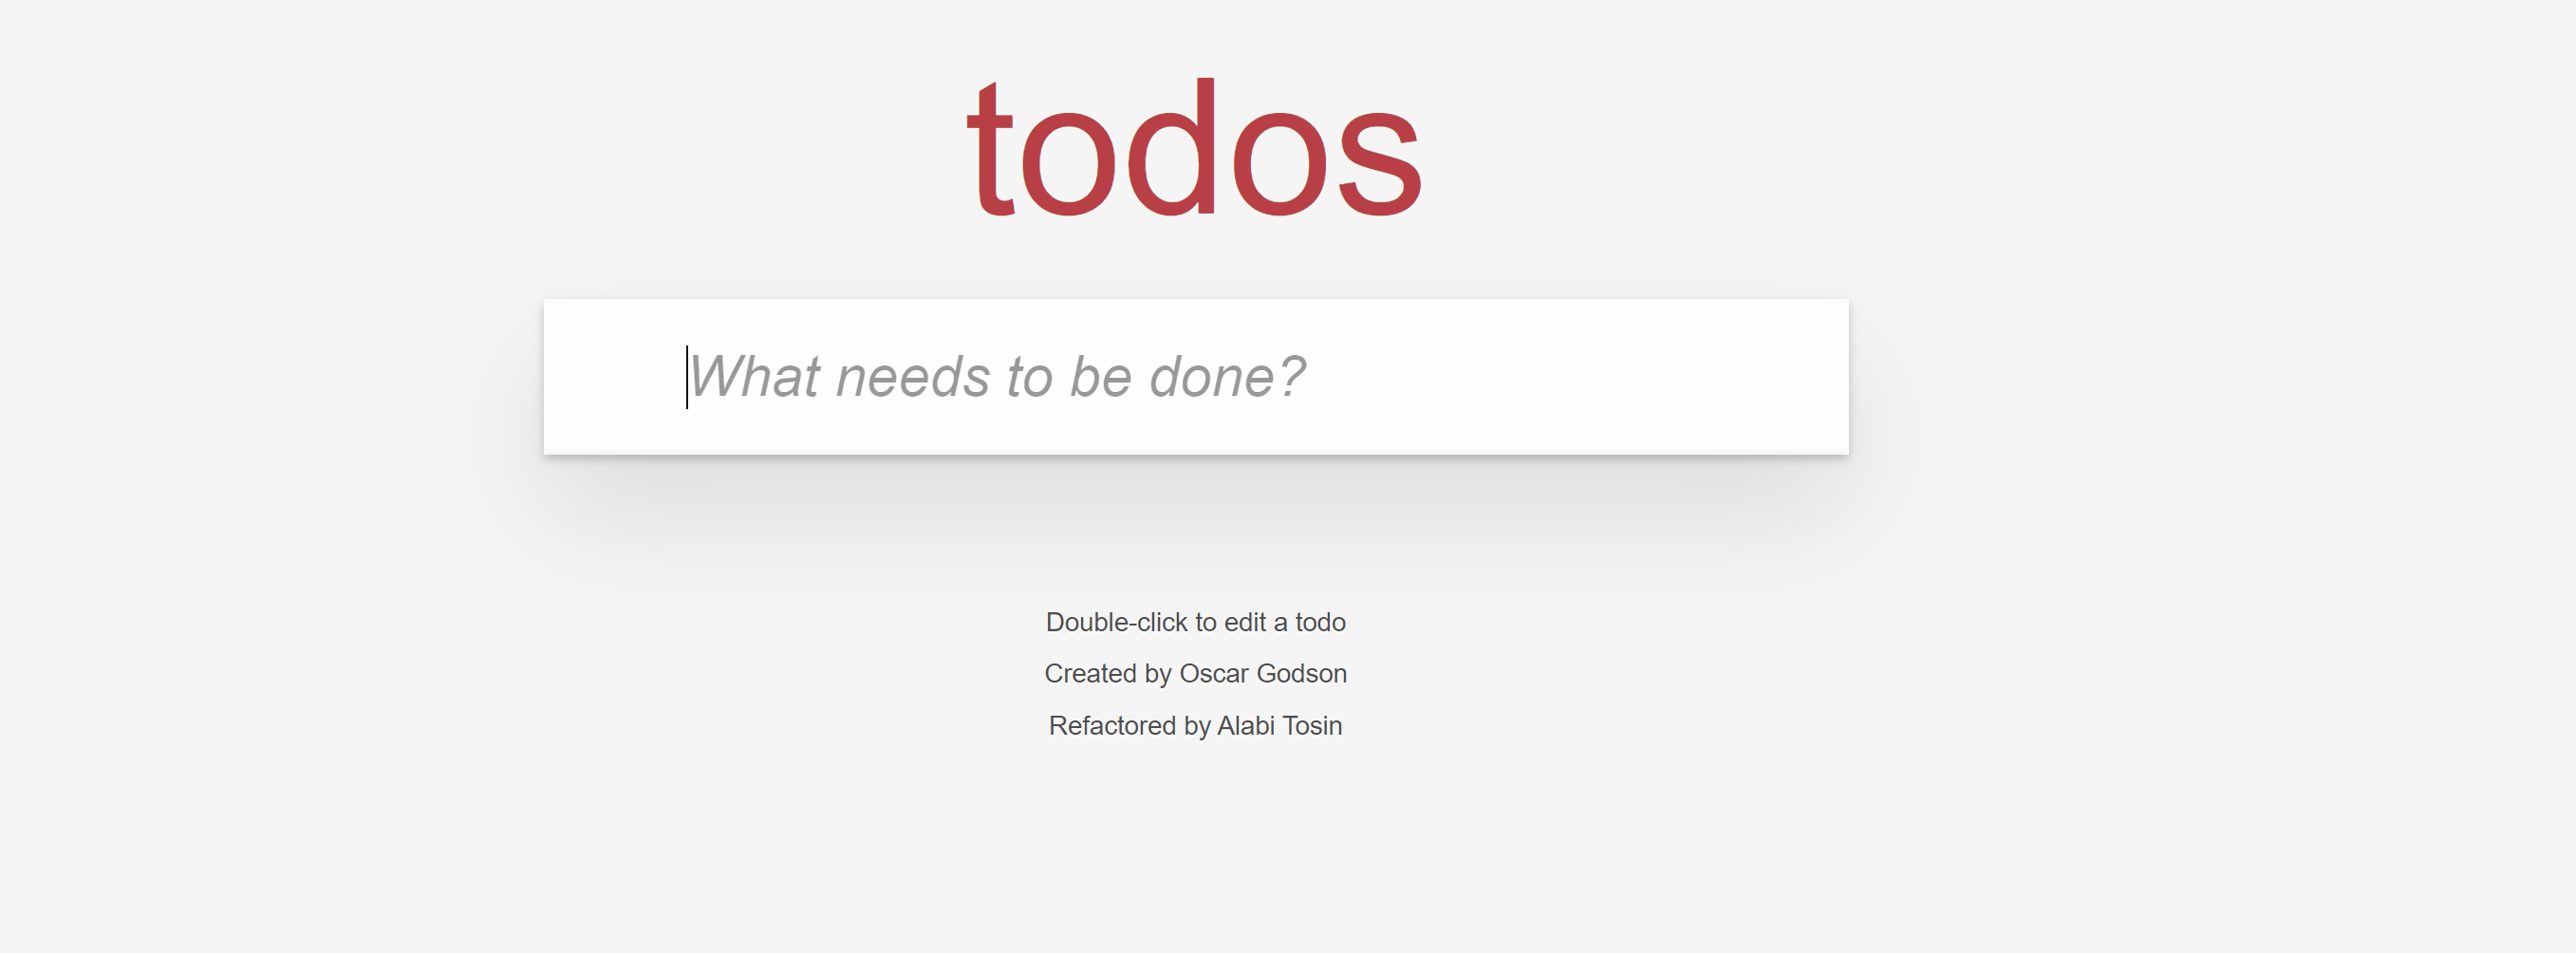 todos
What needs to be done?
Double-click to edit a todo
Created by Oscar Godson
Refactored by Alabi Tosin